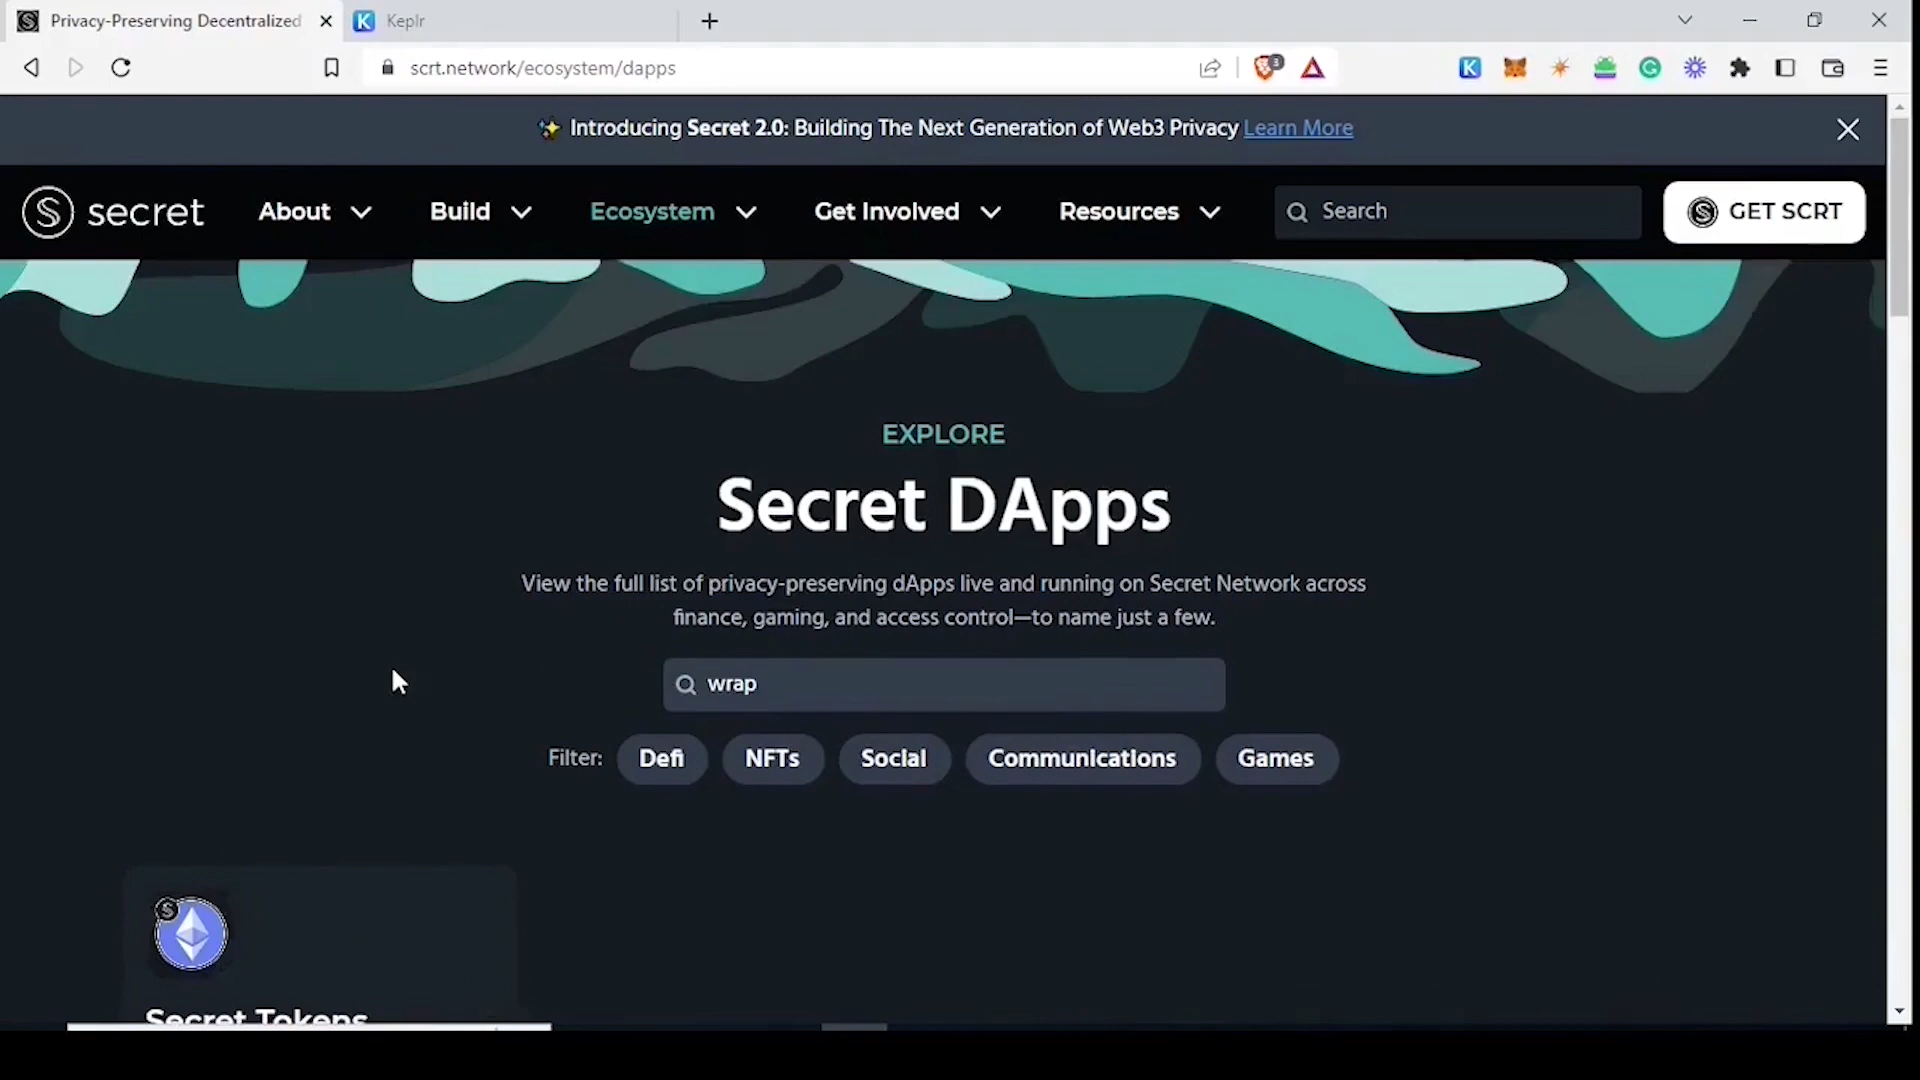 Privacy-Preserving Decentralized
Keplr
scrt.network/ecosystem/dapps
3
Introducing Secret 2.0: Building The Next Generation of Web3 Privacy Learn More
secret
About
Build
Ecosystem
Get Involved
Resources
Search
GET SCRT
EXPLORE
Secret DApps
View the full list of privacy-preserving dApps live and running on Secret Network across
finance, gaming, and access control—to name just a few.
wrap
Filter:
Defi
NFTs
Social
Communications
Games
Secret Tokens